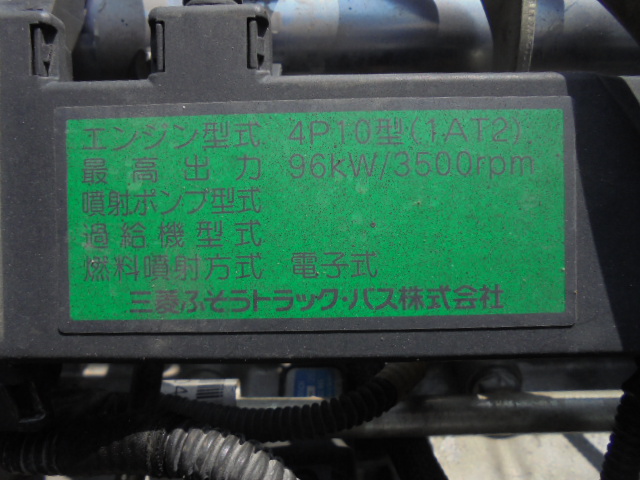 エンジン型式 4P10型(1AT2)
最高出力 96kW/3500rpm
噴射ポンプ型式
過給機型式
燃料噴射方式 電子式
三菱ふそうトラック・バス株式会社